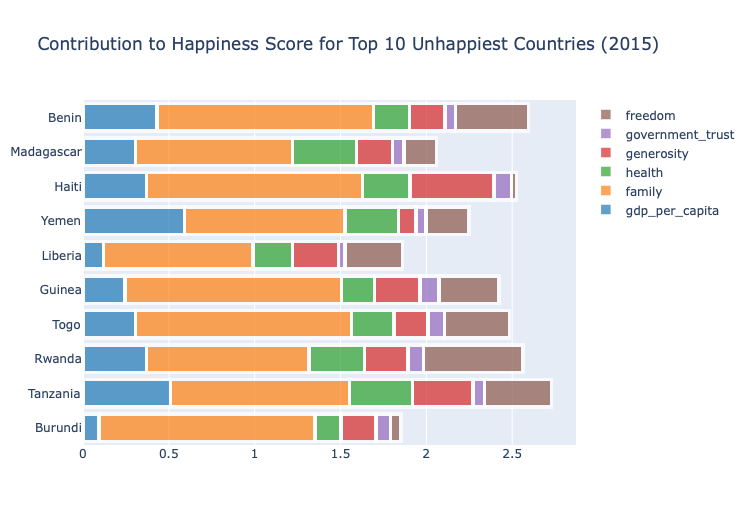 Contribution to Happiness Score for Top 10 Unhappiest Countries (2015)
Benin
Madagascar
Haiti
Yemen
Liberia
Guinea
Togo
Rwanda
Tanzania
Burundi
0
0.5
1
1.5
2
2.5
freedom
government_trust
generosity
health
family
gdp_per_capita